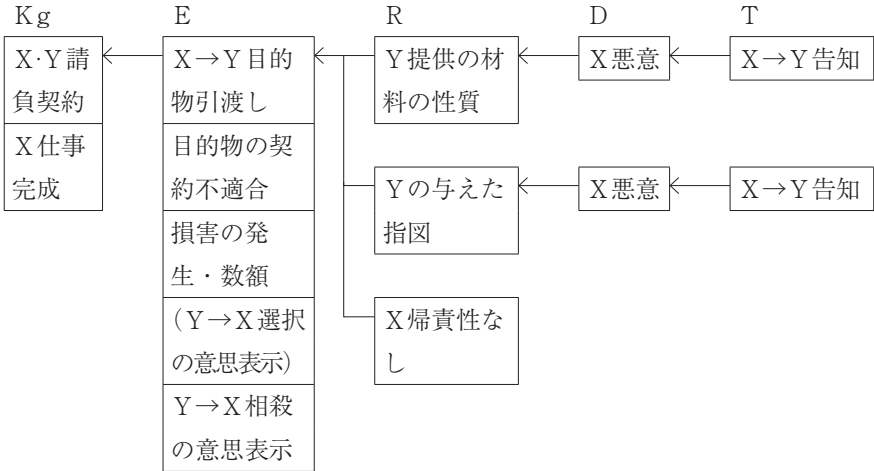 Kg E R D T
X・Y請
負契約
X仕事
完成
X→Y目的
物引渡し
目的物の契
約不適合
損害の発
生・数額
(Y→X選択
の意思表示)
Y→X相殺
の意思表示
Y提供の材
料の性質
Yの与えた
指図
X帰責性な
し
X悪意
X悪意
X→Y告知
X→Y告知